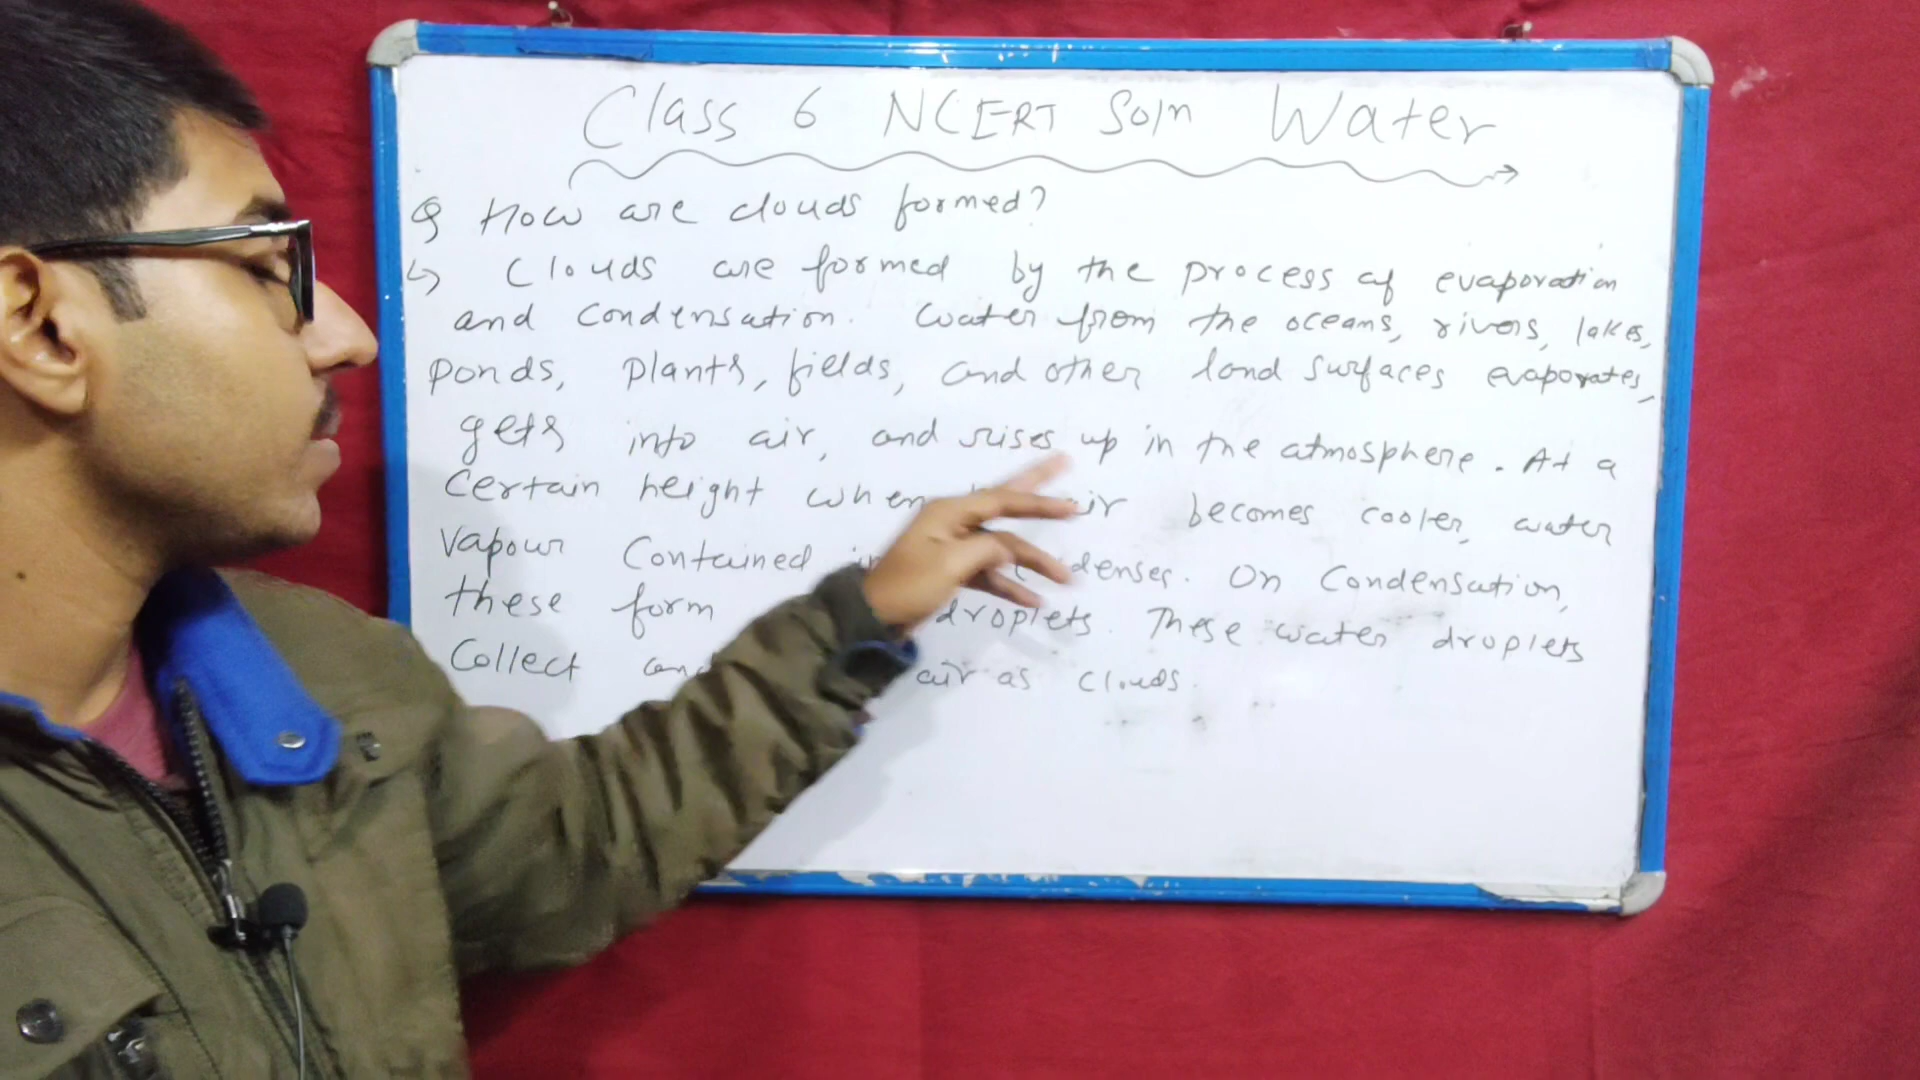 Class 6 NCERT Soln Water
Q How are clouds formed?
↳ Clouds are formed by the process of evaporation
and condensation. Water from the oceans, rivers, lakes,
ponds, plants, fields, and other land surfaces evaporates,
gets into air, and rises up in the atmosphere. At a
certain height when air becomes cooler, water
vapour contained in condenses. On condensation,
these form droplets. These water droplets
collect and air as clouds.